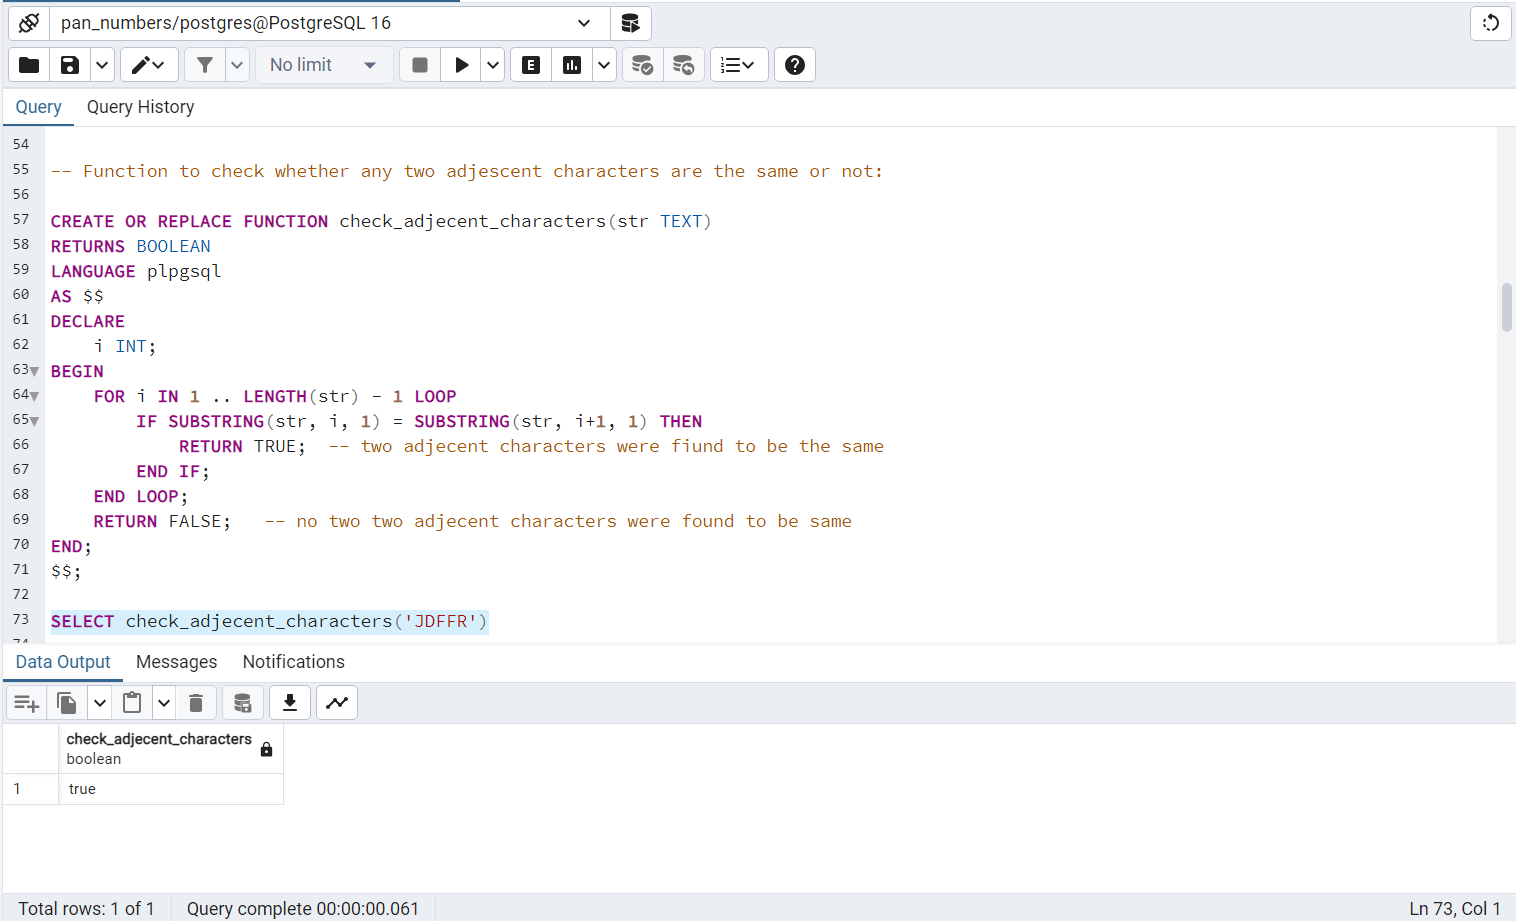 pan_numbers/postgres@PostgreSQL 16
No limit
E
Query Query History
54
55 -- Function to check whether any two adjescent characters are the same or not:
56
57 CREATE OR REPLACE FUNCTION check_adjecent_characters(str TEXT)
58 RETURNS BOOLEAN
59 LANGUAGE plpgsql
60 AS $$
61 DECLARE
62 i INT;
63 BEGIN
64 FOR i IN 1 .. LENGTH(str) - 1 LOOP
65 IF SUBSTRING(str, i, 1) = SUBSTRING(str, i+1, 1) THEN
66 RETURN TRUE; -- two adjecent characters were fiund to be the same
67 END IF;
68 END LOOP;
69 RETURN FALSE; -- no two two adjecent characters were found to be same
70 END;
71 $$;
72
73 SELECT check_adjecent_characters('JDFFR')
74
Data Output Messages Notifications
check_adjecent_characters
boolean
1 true
Total rows: 1 of 1 Query complete 00:00:00.061 Ln 73, Col 1